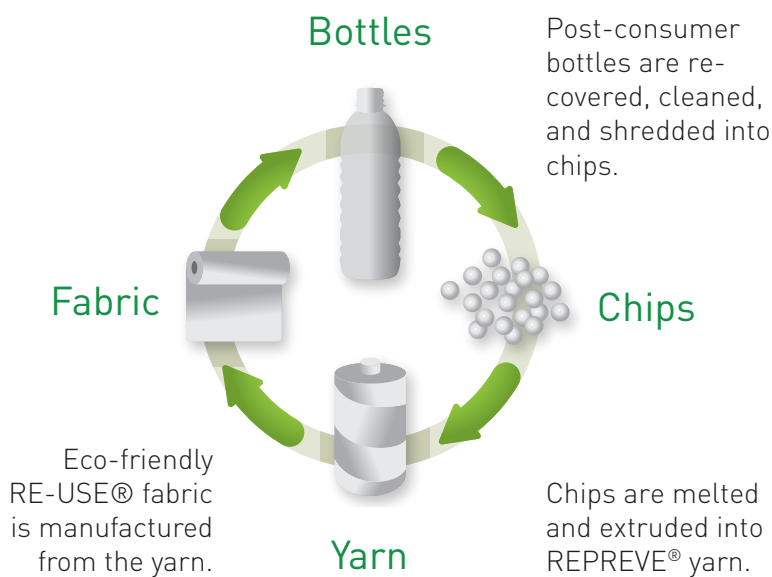 Bottles
Post-consumer
bottles are re-
covered, cleaned,
and shredded into
chips.
Fabric
Chips
Eco-friendly
RE-USE® fabric
is manufactured
from the yarn.
Yarn
Chips are melted
and extruded into
REPREVE® yarn.